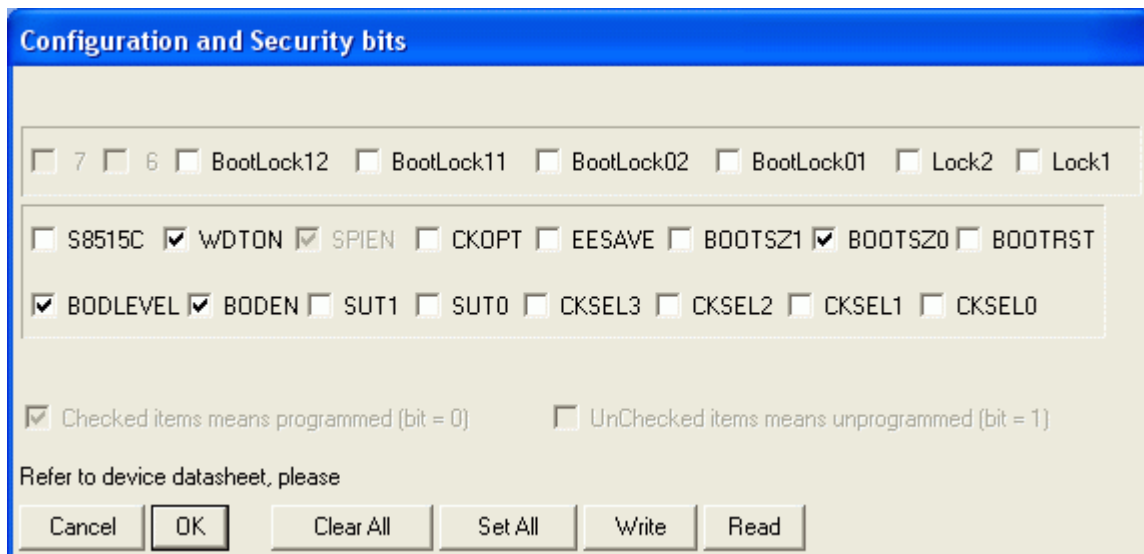 Configuration and Security bits
7 6 BootLock12 BootLock11 BootLock02 BootLock01 Lock2 Lock1
S8515C WDTON SPIEN CKOPT EESAVE BOOTSZ1 BOOTSZ0 BOOTRST
BODLEVEL BODEN SUT1 SUT0 CKSEL3 CKSEL2 CKSEL1 CKSEL0
Checked items means programmed (bit = 0) UnChecked items means unprogrammed (bit = 1)
Refer to device datasheet, please
Cancel OK Clear All Set All Write Read